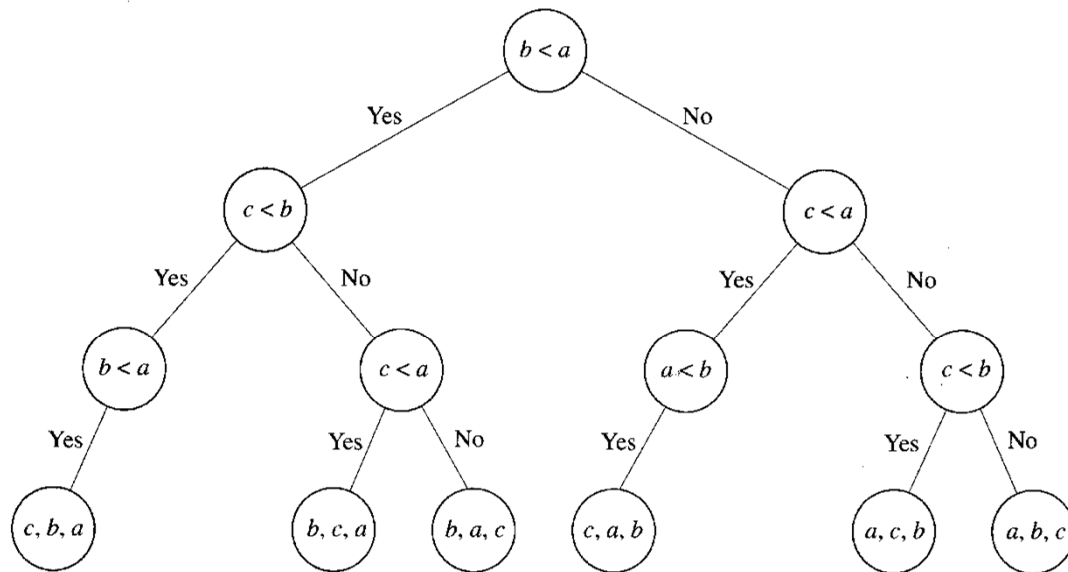 b < a
Yes
No
c < b
c < a
Yes
No
Yes
No
b < a
c < a
a < b
c < b
Yes
Yes
No
Yes
Yes
No
c, b, a
b, c, a
b, a, c
c, a, b
a, c, b
a, b, c